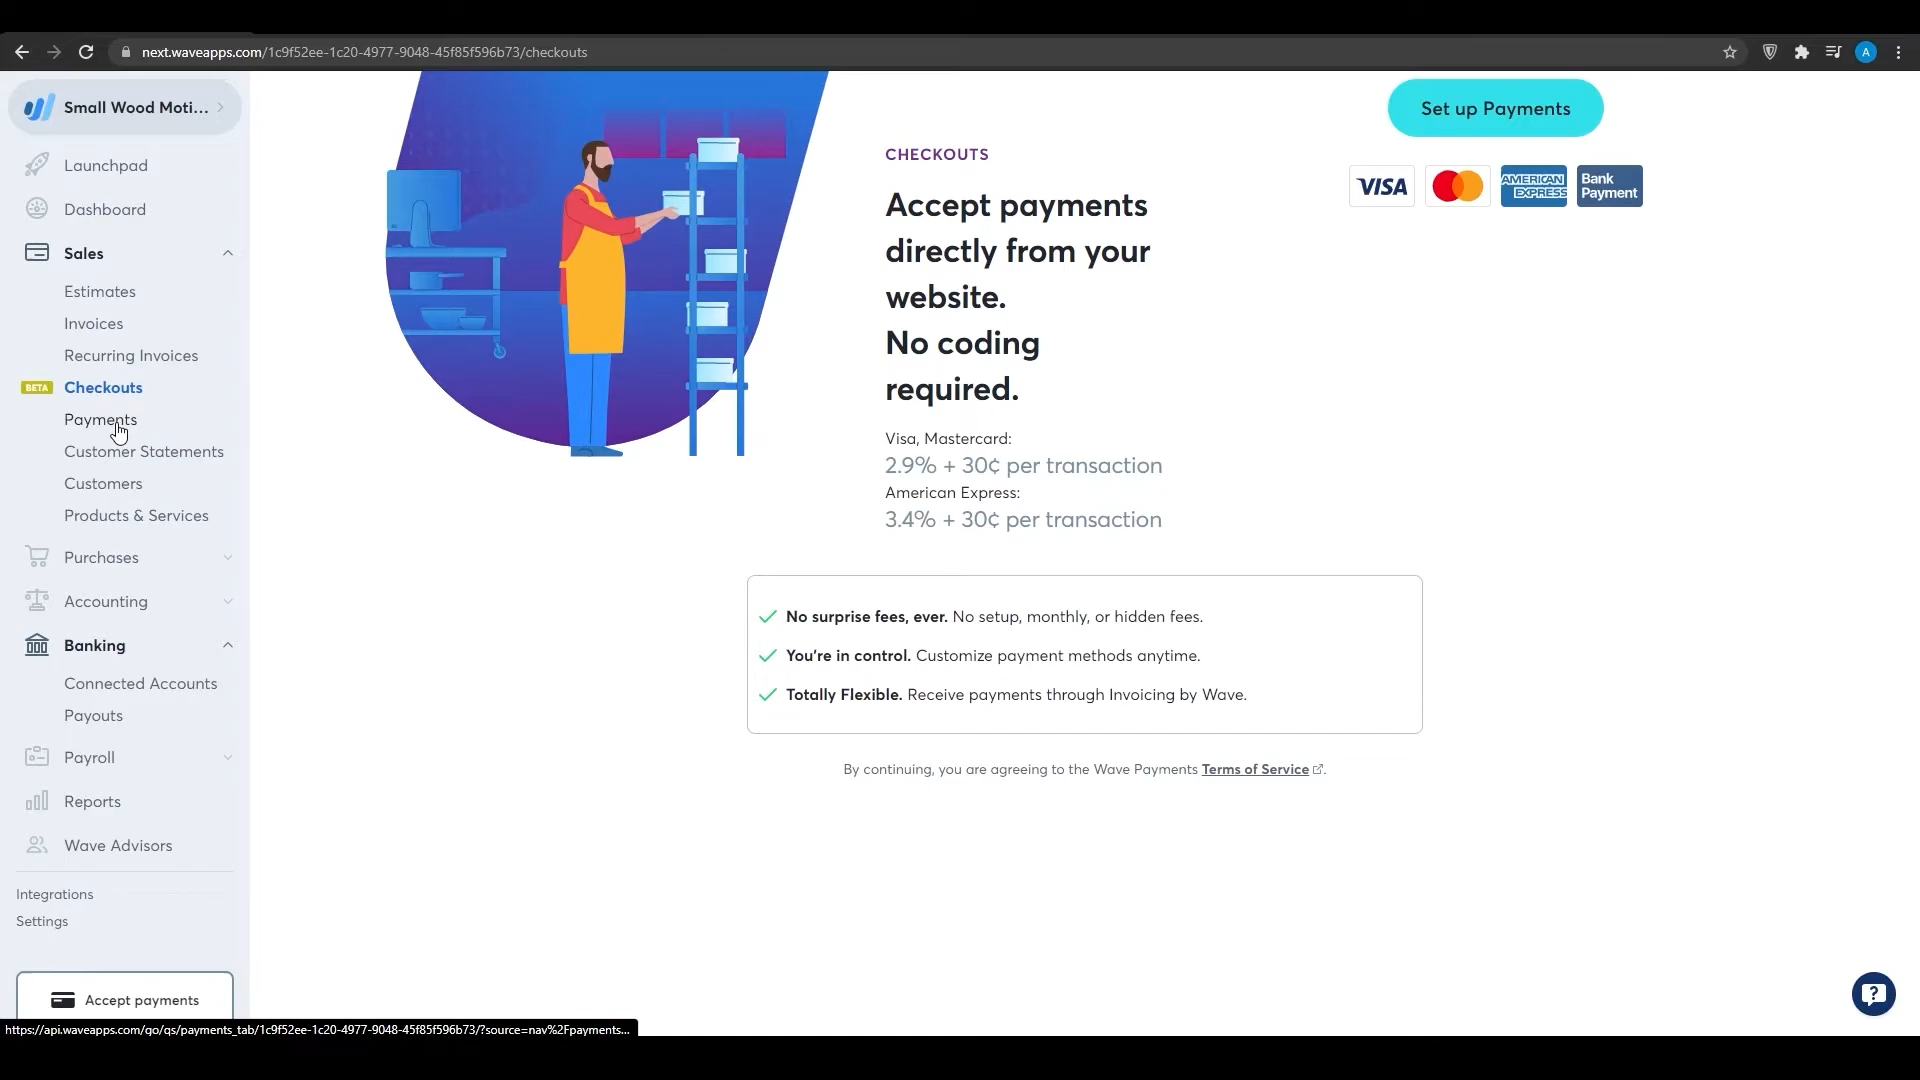 next.waveapps.com/1c9f52ee-1c20-4977-9048-45f85f596b73/checkouts
A
Small Wood Moti...
Launchpad
Dashboard
Sales
Estimates
Invoices
Recurring Invoices
BETA Checkouts
Payments
Customer Statements
Customers
Products & Services
Purchases
Accounting
Banking
Connected Accounts
Payouts
Payroll
Reports
Wave Advisors
Integrations
Settings
Accept payments
CHECKOUTS
Accept payments
directly from your
website.
No coding
required.
Visa, Mastercard:
2.9% + 30¢ per transaction
American Express:
3.4% + 30¢ per transaction
Set up Payments
VISA
AMERICAN
EXPRESS
Bank
Payment
No surprise fees, ever. No setup, monthly, or hidden fees.
You're in control. Customize payment methods anytime.
Totally Flexible. Receive payments through Invoicing by Wave.
By continuing, you are agreeing to the Wave Payments Terms of Service.
?
https://api.waveapps.com/go/qs/payments_tab/1c9f52ee-1c20-4977-9048-45f85f596b73/?source=nav%2Fpayments...